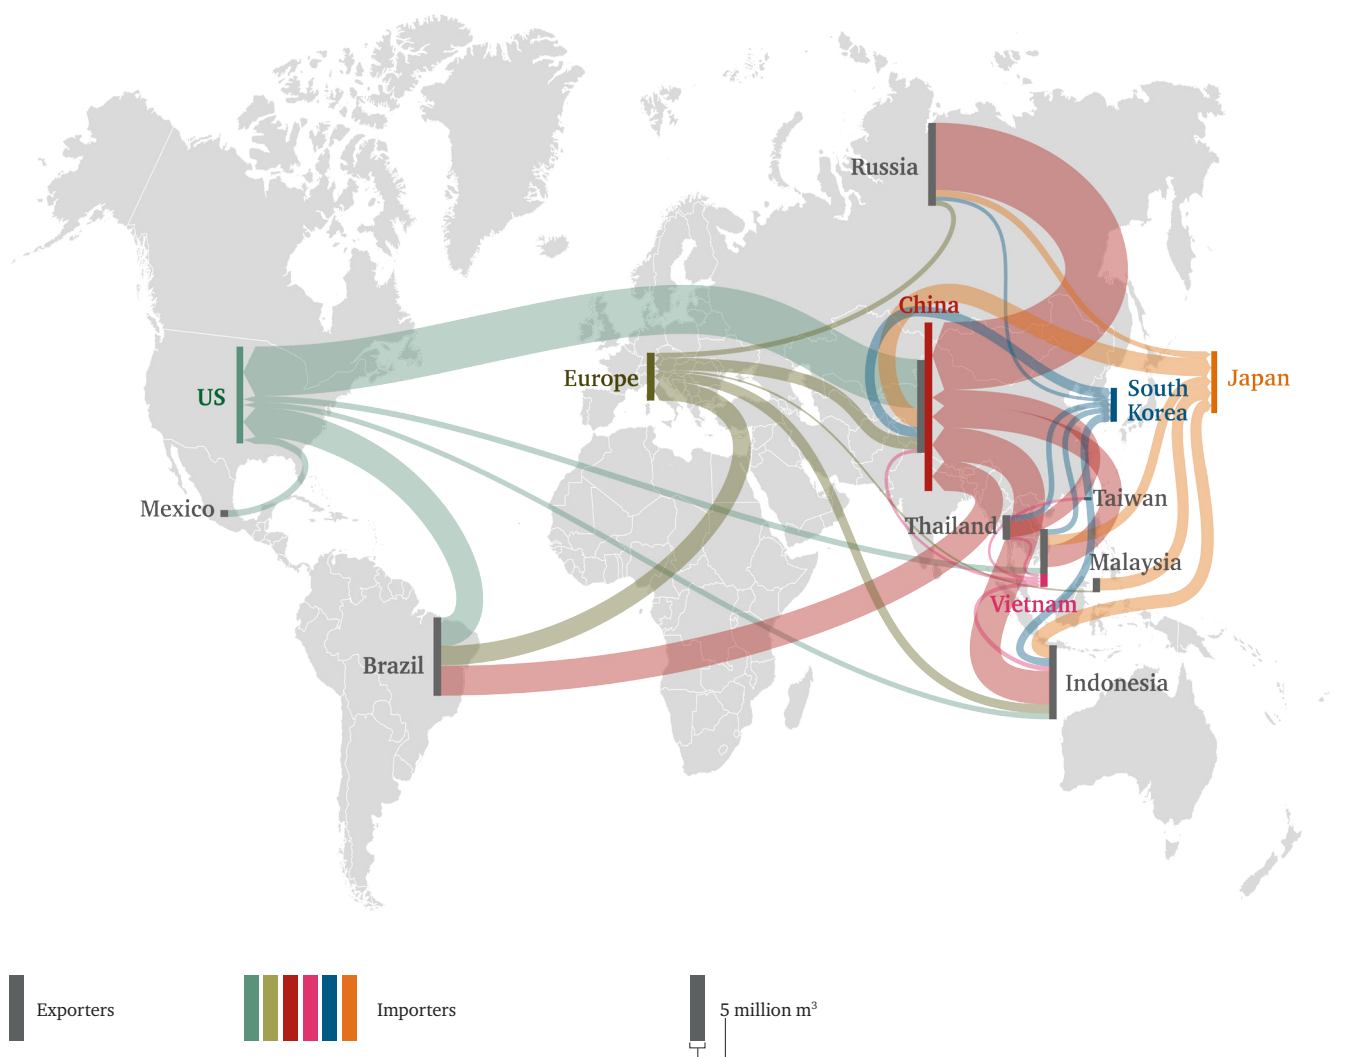 Russia
China
Europe
Japan
US
South
Korea
Mexico
Taiwan
Thailand
Malaysia
Vietnam
Brazil
Indonesia
Exporters
Importers
5 million m³